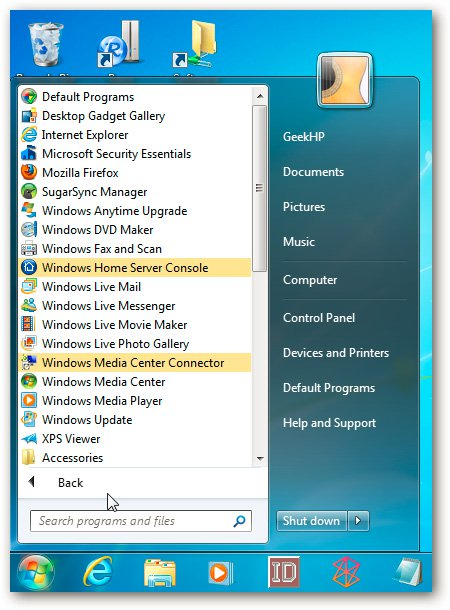 Default Programs
Desktop Gadget Gallery
Internet Explorer
Microsoft Security Essentials
Mozilla Firefox
SugarSync Manager
Windows Anytime Upgrade
Windows DVD Maker
Windows Fax and Scan
Windows Home Server Console
Windows Live Mail
Windows Live Messenger
Windows Live Movie Maker
Windows Live Photo Gallery
Windows Media Center Connector
Windows Media Center
Windows Media Player
Windows Update
XPS Viewer
Accessories
Back
Search programs and files
GeekHP
Documents
Pictures
Music
Computer
Control Panel
Devices and Printers
Default Programs
Help and Support
Shut down
ID